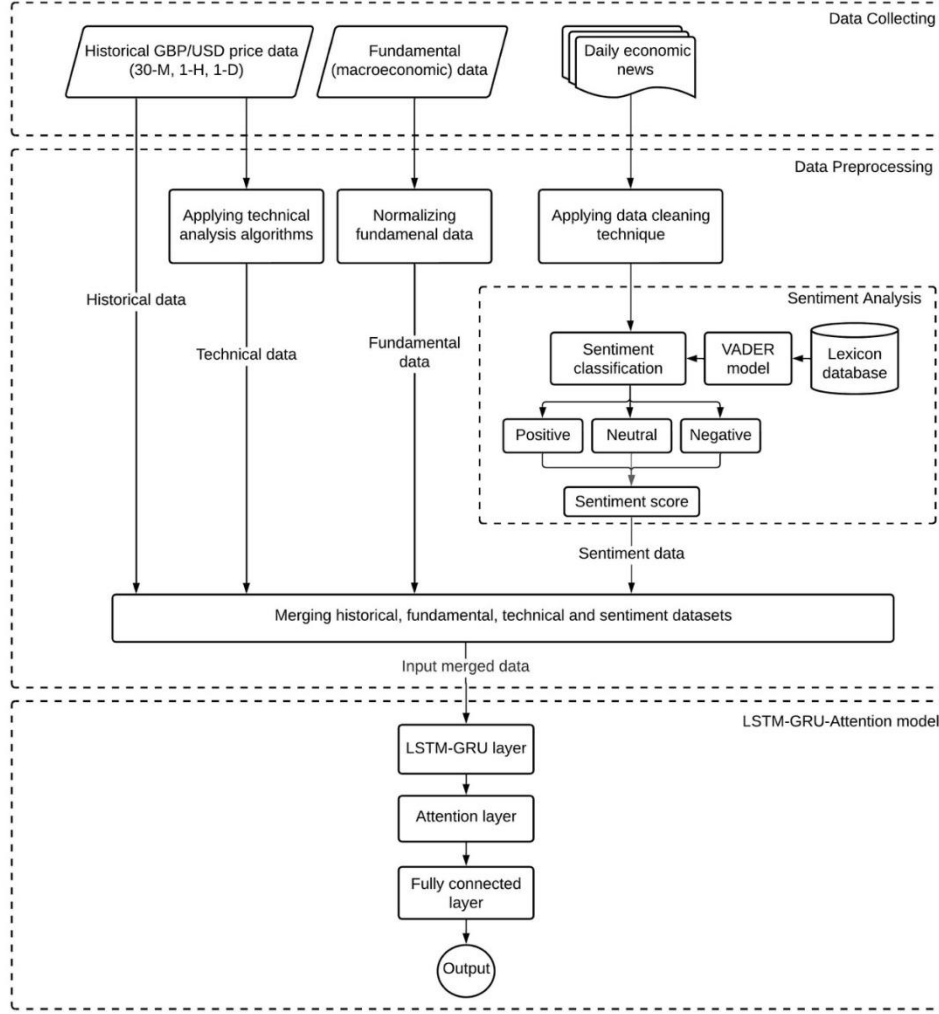 Data Collecting
Historical GBP/USD price data
(30-M, 1-H, 1-D)
Fundamental
(macroeconomic) data
Daily economic
news
Data Preprocessing
Applying technical
analysis algorithms
Normalizing
fundamenal data
Applying data cleaning
technique
Historical data
Technical data
Fundamental
data
Sentiment Analysis
Sentiment
classification
VADER
model
Lexicon
database
Positive
Neutral
Negative
Sentiment score
Sentiment data
Merging historical, fundamental, technical and sentiment datasets
Input merged data
LSTM-GRU-Attention model
LSTM-GRU layer
Attention layer
Fully connected
layer
Output